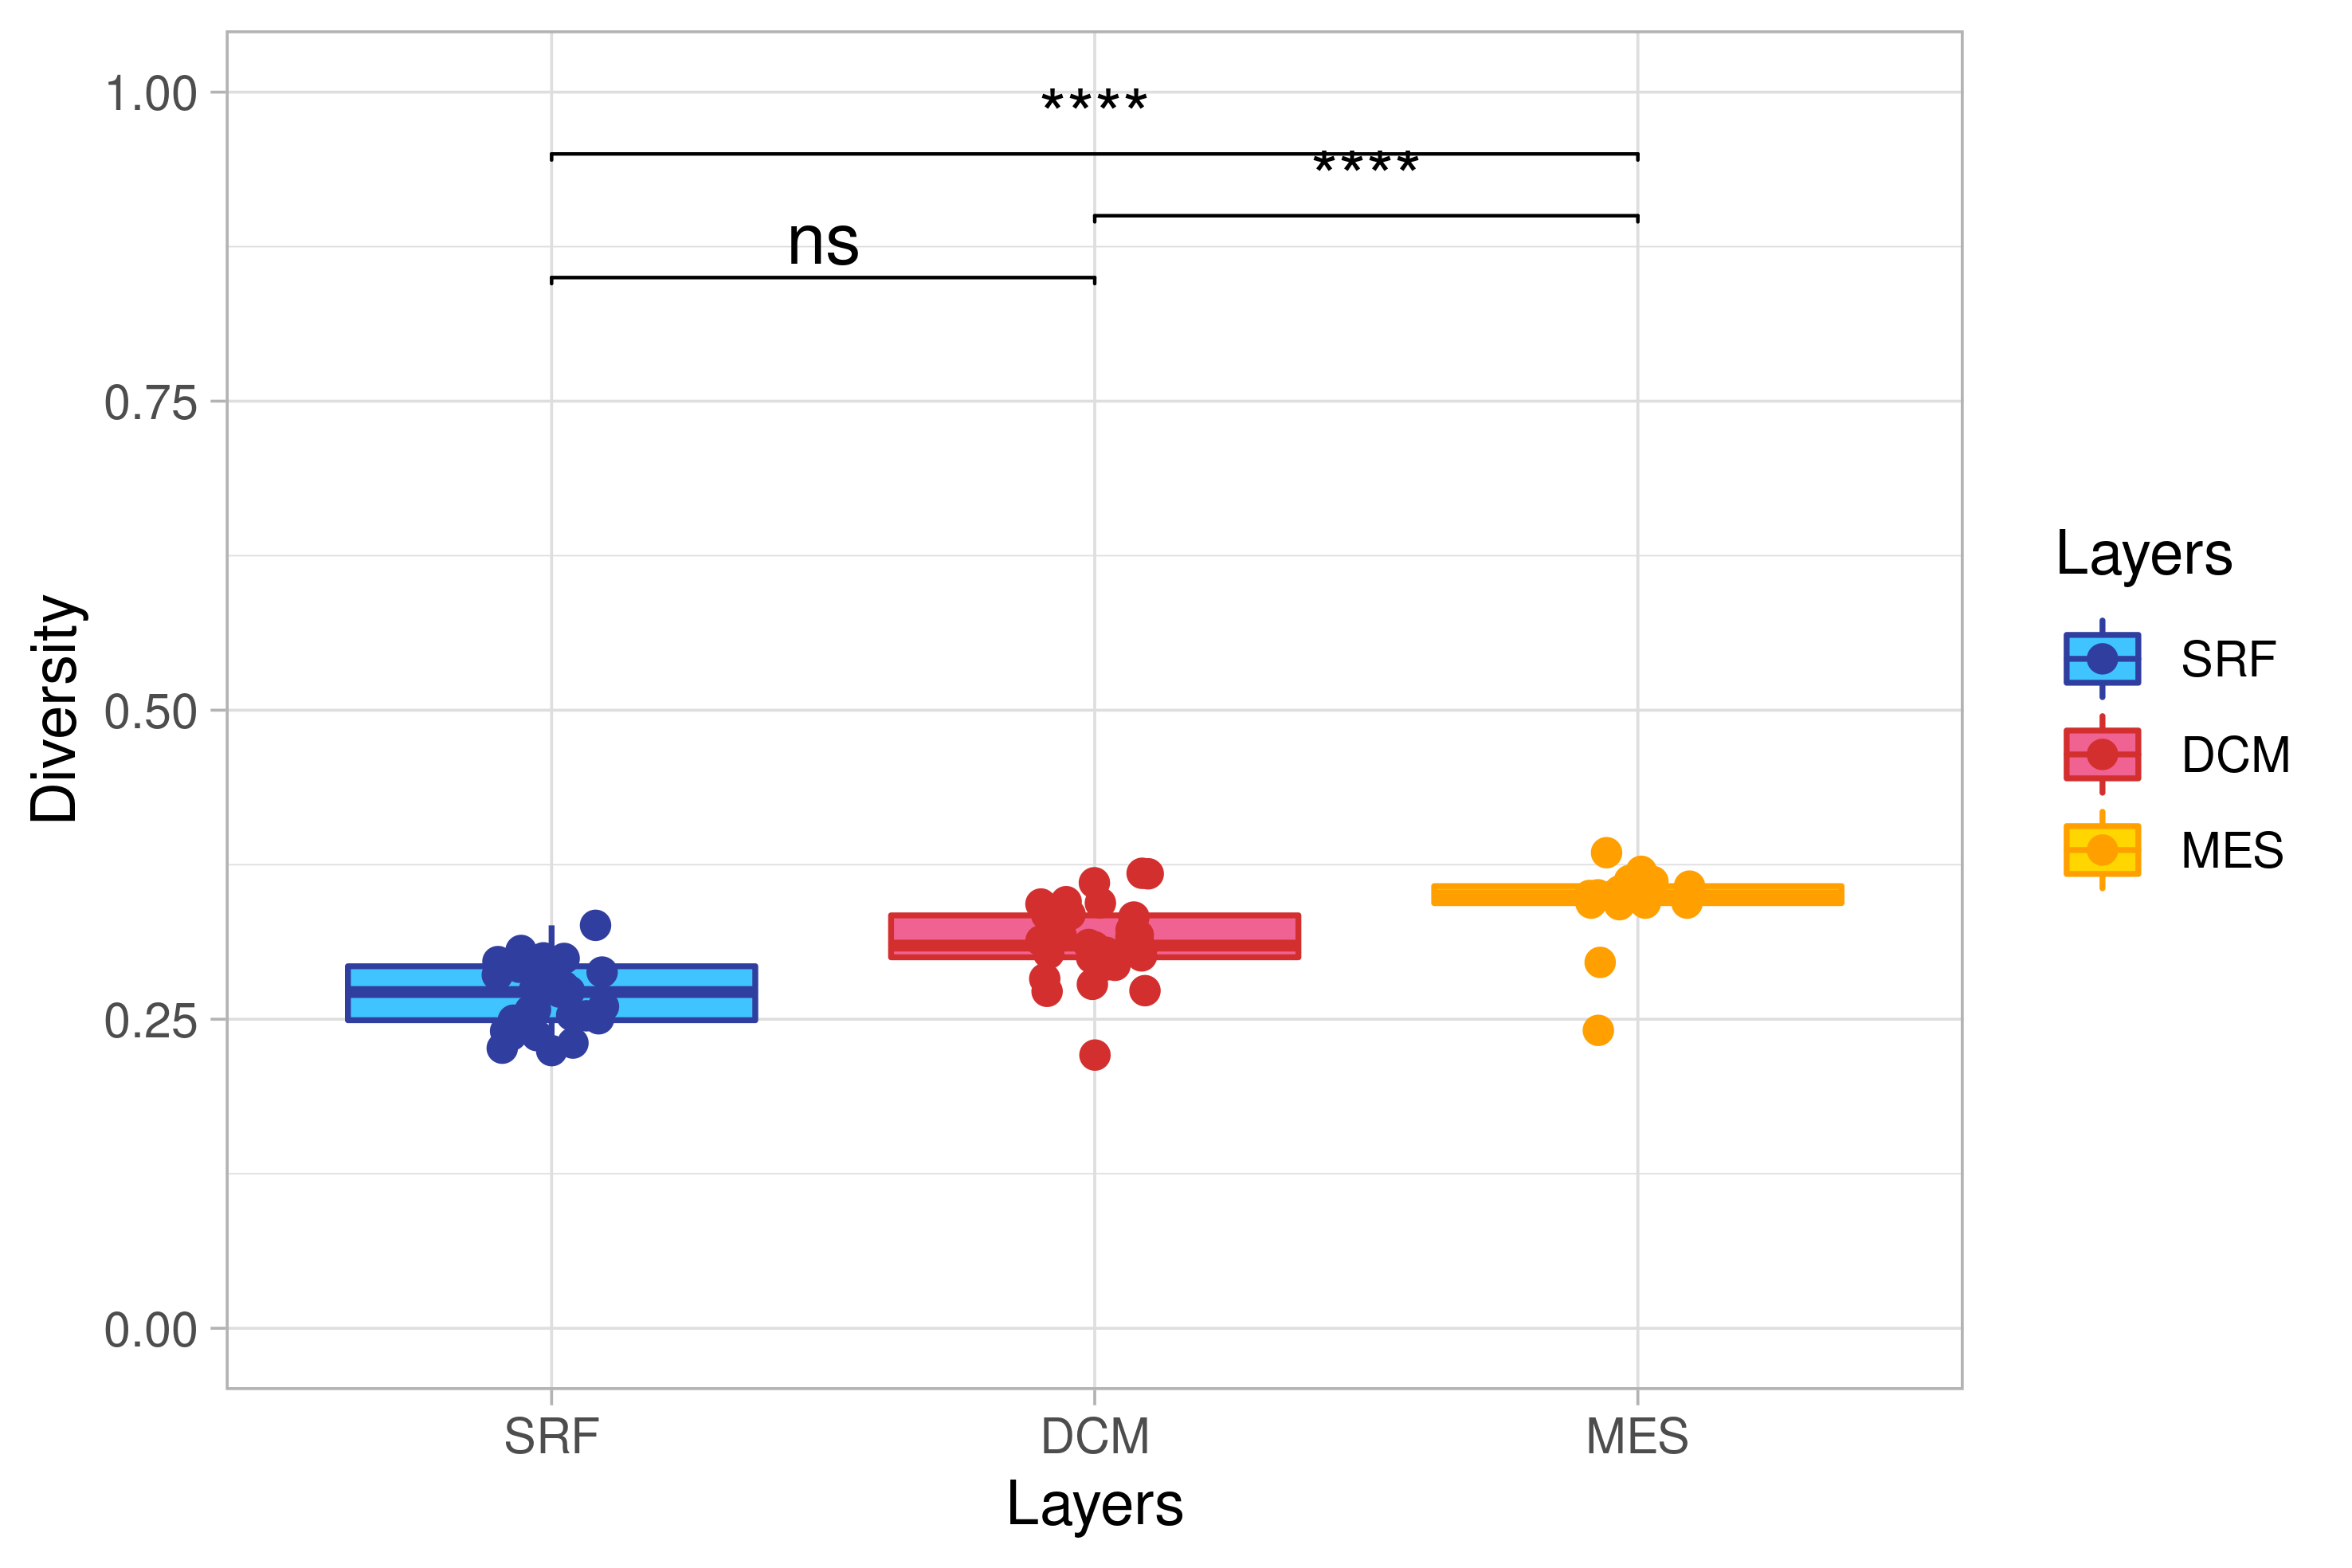 1.00
0.75
0.50
0.25
0.00
Diversity
****
****
ns
SRF
DCM
MES
Layers
Layers
SRF
DCM
MES